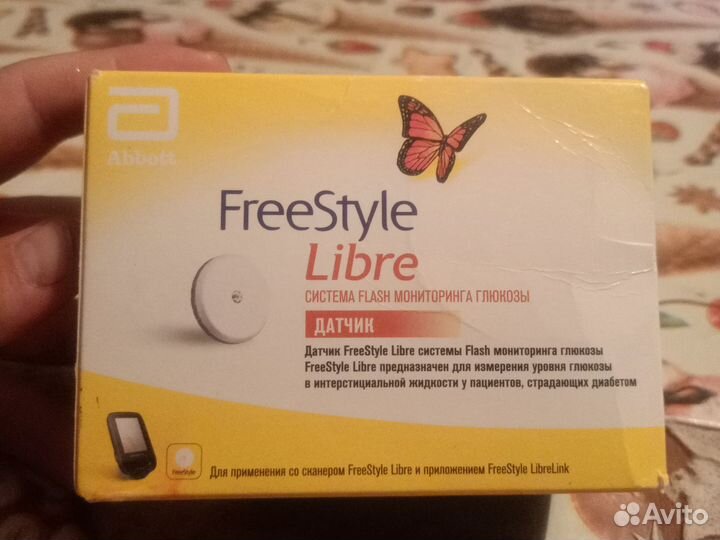 Abbott
FreeStyle
Libre
СИСТЕМА FLASH МОНИТОРИНГА ГЛЮКОЗЫ
ДАТЧИК
Датчик FreeStyle Libre системы Flash мониторинга глюкозы
FreeStyle Libre предназначен для измерения уровня глюкозы
в интерстициальной жидкости у пациентов, страдающих диабетом
FreeStyle
Для применения со сканером FreeStyle Libre и приложением FreeStyle LibreLink
Avito